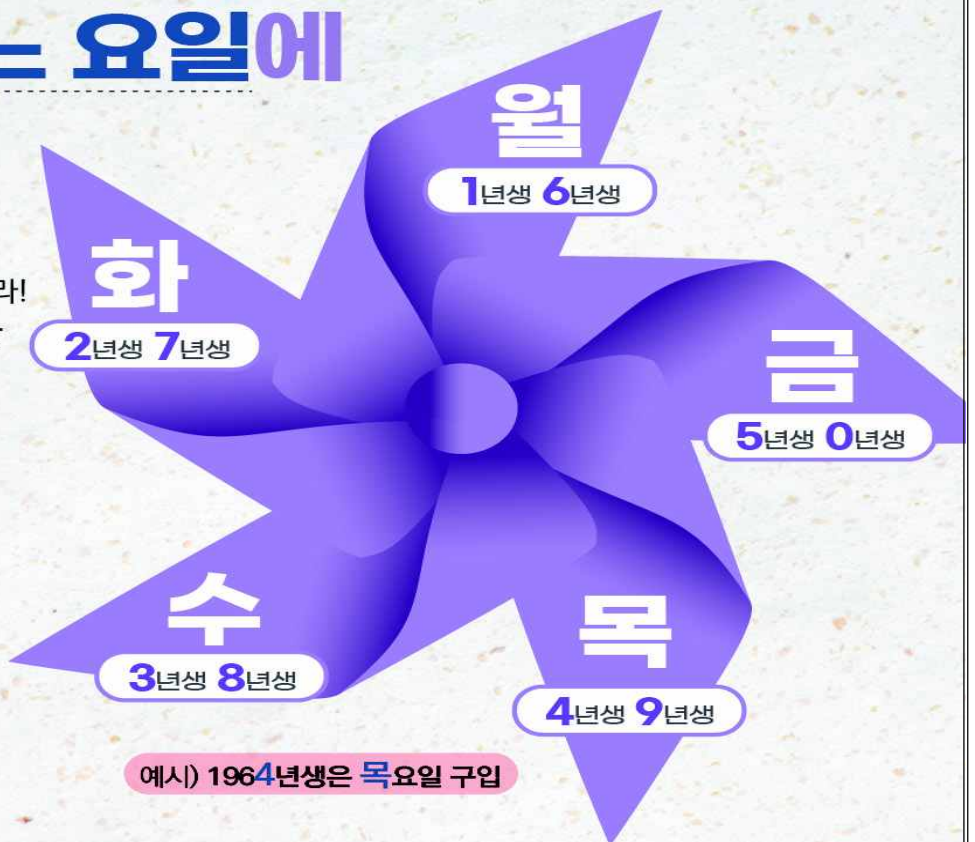 요일에
월
1년생 6년생
화
2년생 7년생
금
5년생 0년생
수
3년생 8년생
목
4년생 9년생
예시) 1964년생은 목요일 구입